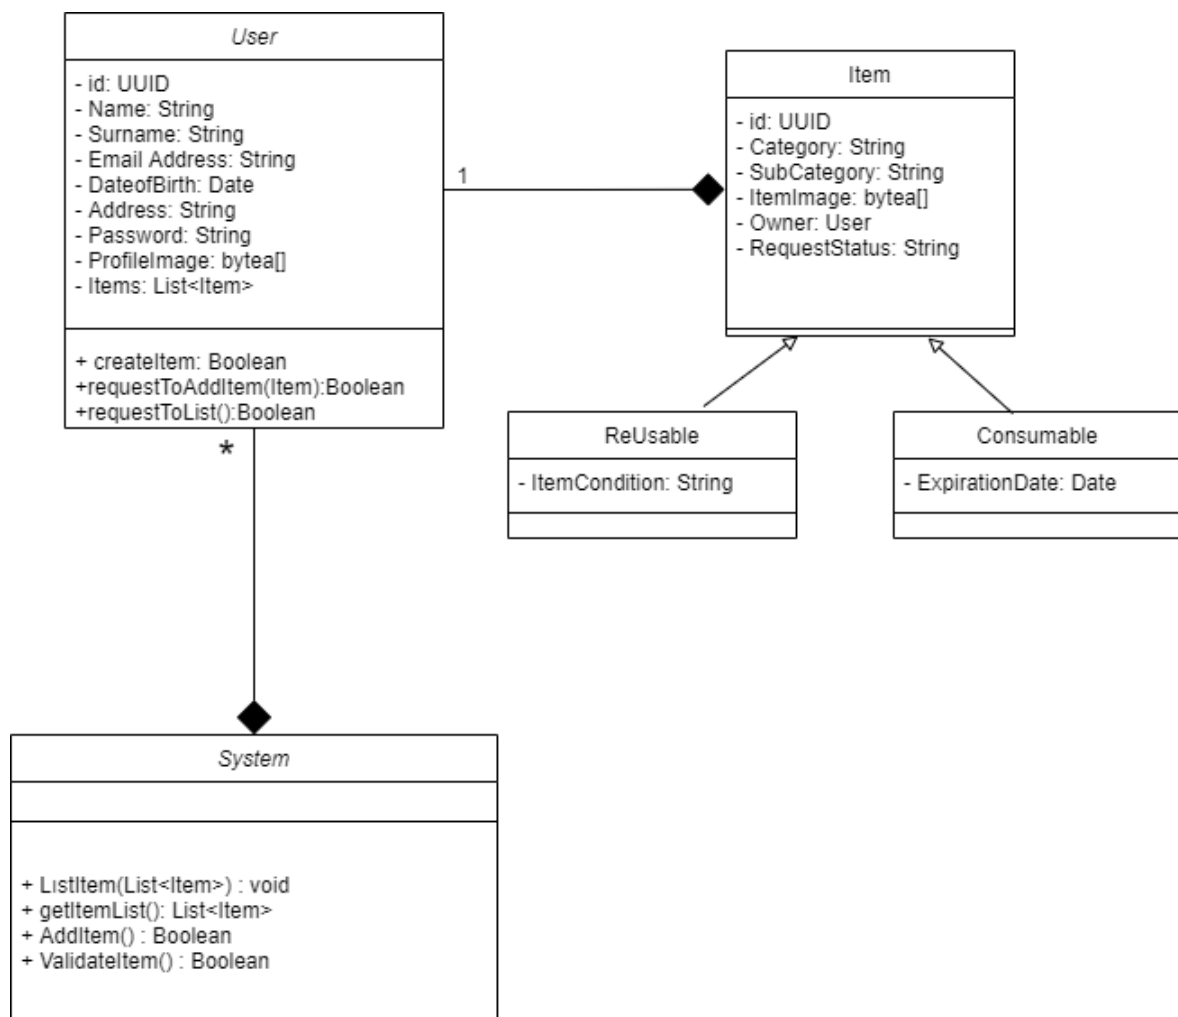 User
- id: UUID
- Name: String
- Surname: String
- Email Address: String
- DateofBirth: Date
- Address: String
- Password: String
- ProfileImage: bytea[]
- Items: List<Item>
+ createItem: Boolean
+requestToAddItem(Item):Boolean
+requestToList():Boolean
1
*
Item
- id: UUID
- Category: String
- SubCategory: String
- ItemImage: bytea[]
- Owner: User
- RequestStatus: String
ReUsable
- ItemCondition: String
Consumable
- ExpirationDate: Date
System
+ LıstItem(List<Item>) : void
+ getItemList(): List<Item>
+ AddItem() : Boolean
+ ValidateItem() : Boolean